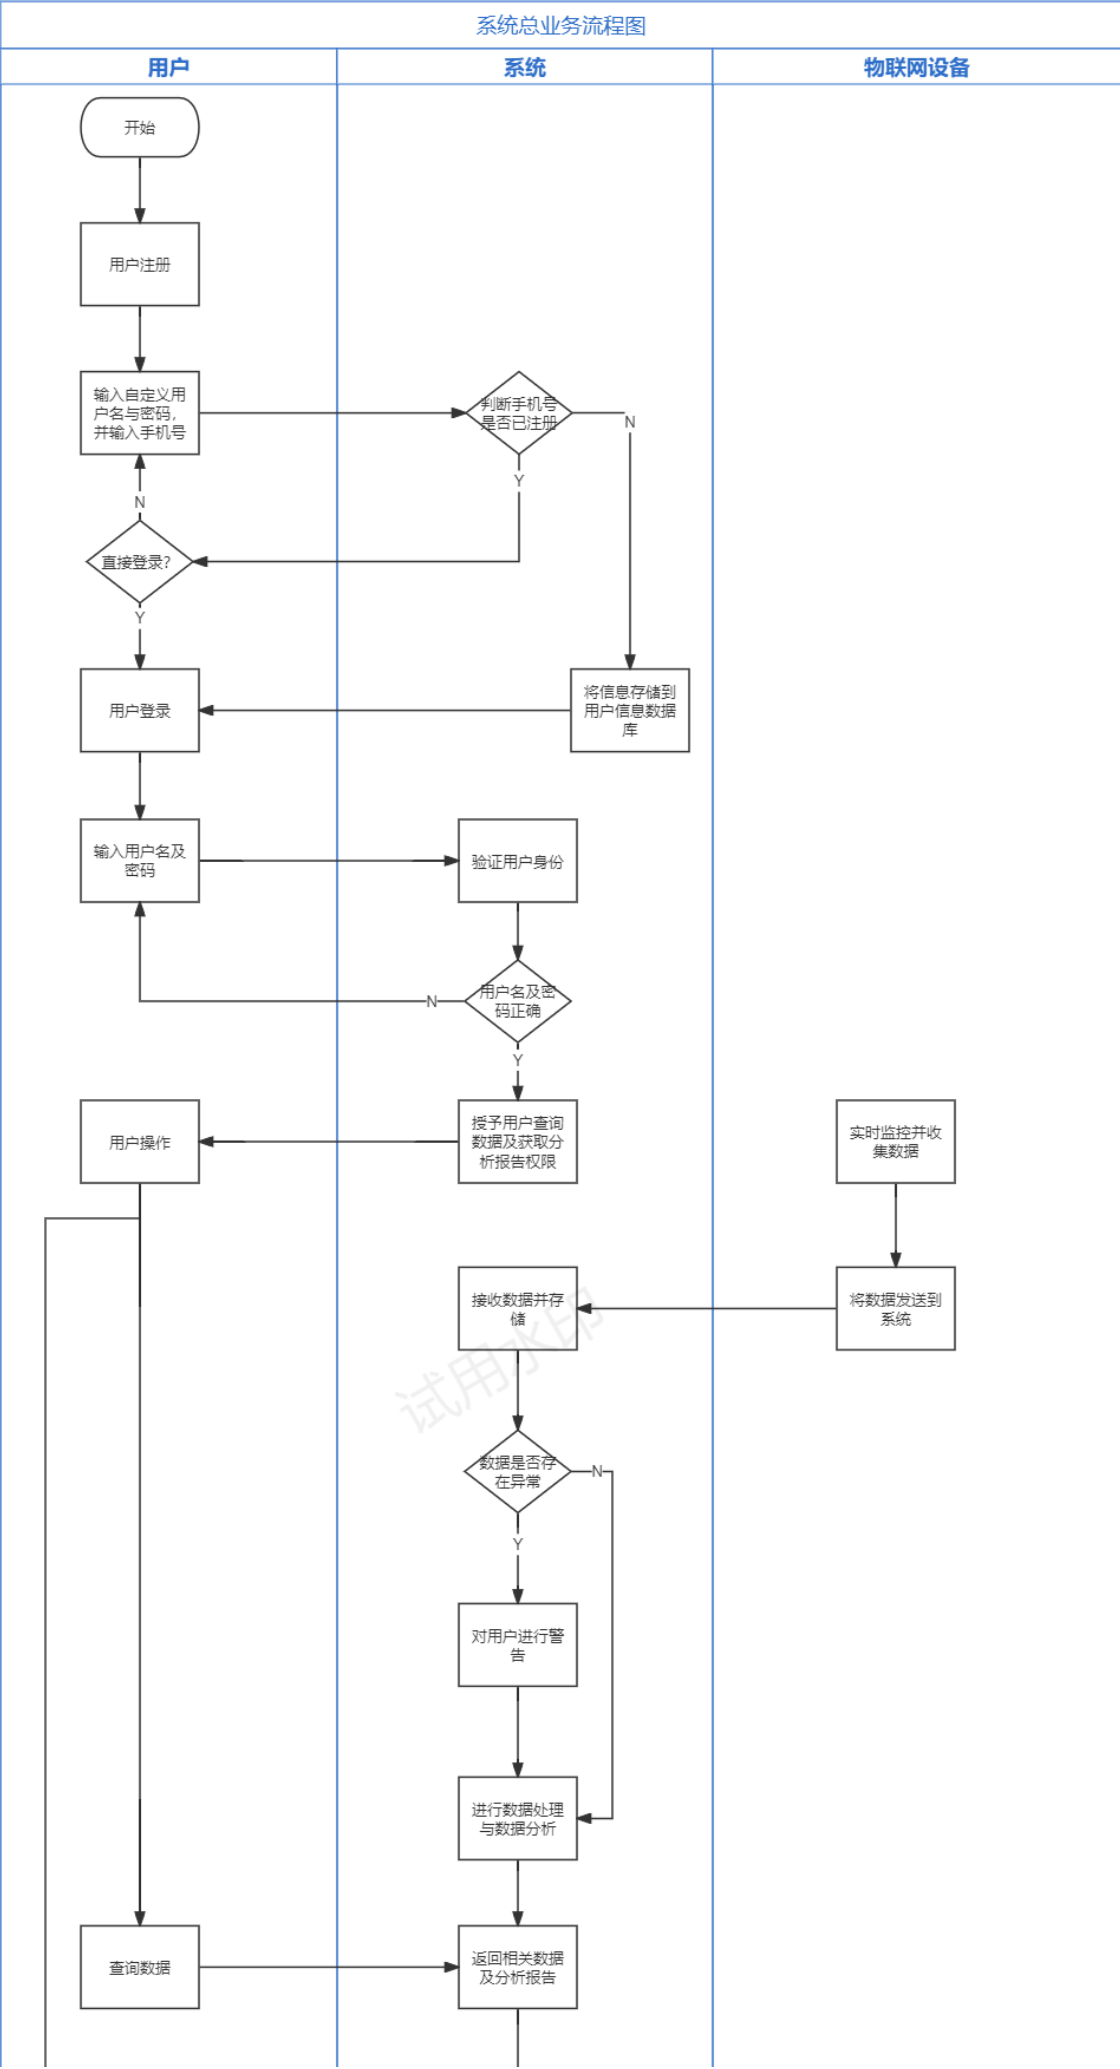 系统总业务流程图
用户
系统
物联网设备
开始
用户注册
输入自定义用
户名与密码，
并输入手机号
判断手机号
是否已注册
N
Y
N
直接登录?
Y
用户登录
将信息存储到
用户信息数据
库
输入用户名及
密码
验证用户身份
用户名及密
码正确
N
Y
用户操作
授予用户查询
数据及获取分
析报告权限
实时监控并收
集数据
接收数据并存
储
将数据发送到
系统
试用水印
数据是否存
在异常
N
Y
对用户进行警
告
进行数据处理
与数据分析
查询数据
返回相关数据
及分析报告